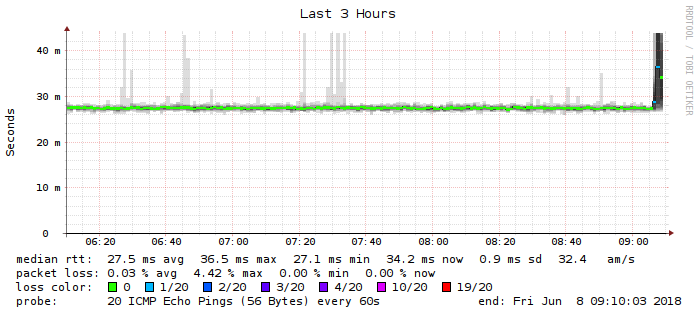 Last 3 Hours
RRDTOOL / TOBI OETIKER
Seconds
40 m
30 m
20 m
10 m
0
06:20 06:40 07:00 07:20 07:40 08:00 08:20 08:40 09:00
median rtt: 27.5 ms avg 36.5 ms max 27.1 ms min 34.2 ms now 0.9 ms sd 32.4 am/s
packet loss: 0.03 % avg 4.42 % max 0.00 % min 0.00 % now
loss color: 0 1/20 2/20 3/20 4/20 10/20 19/20
probe: 20 ICMP Echo Pings (56 Bytes) every 60s end: Fri Jun 8 09:10:03 2018